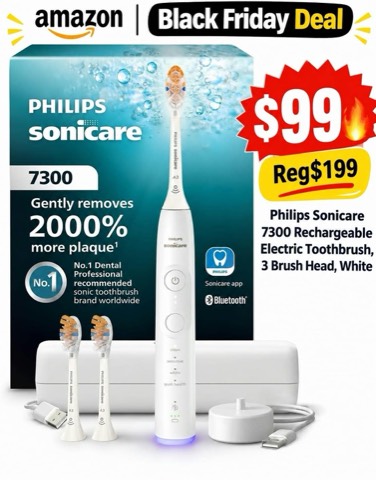 amazon | Black Friday Deal
PHILIPS
sonicare
7300
Gently removes
2000%
more plaque¹
No.1
No.1 Dental
Professional
recommended
sonic toothbrush
brand worldwide
PHILIPS
sonicare
Sonicare app
Bluetooth®
$99
Reg$199
Philips Sonicare
7300 Rechargeable
Electric Toothbrush,
3 Brush Head, White